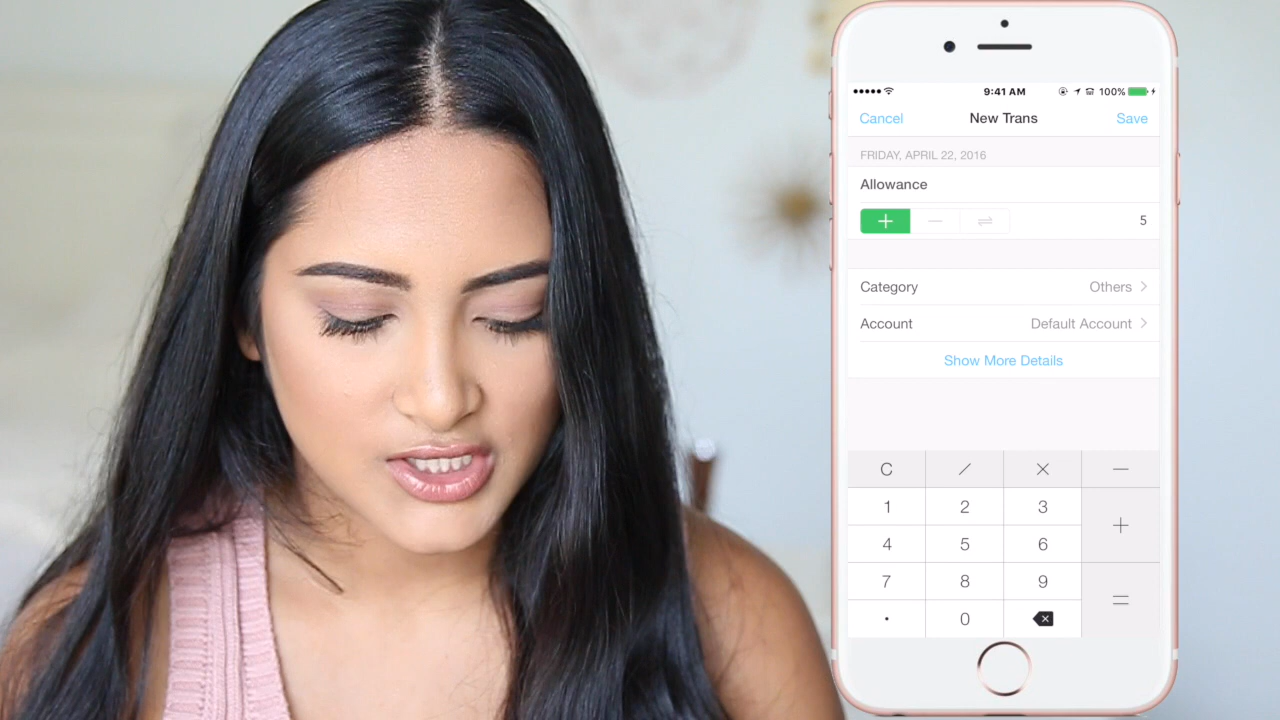 9:41 AM 100%
Cancel New Trans Save
FRIDAY, APRIL 22, 2016
Allowance
+ − ⇌ 5
Category Others >
Account Default Account >
Show More Details
C / × −
1 2 3 +
4 5 6
7 8 9 =
. 0